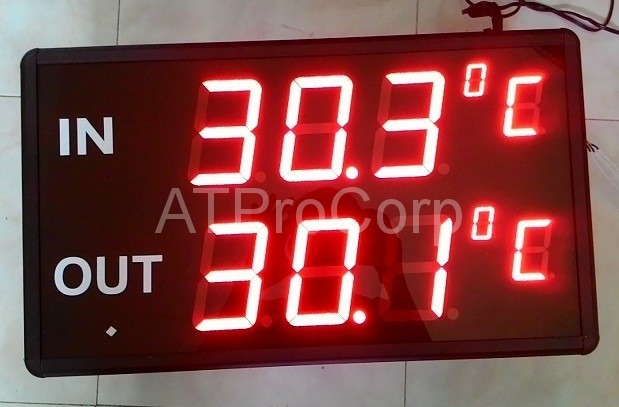 IN 30.3°C
ATProCorp
OUT 30.1°C